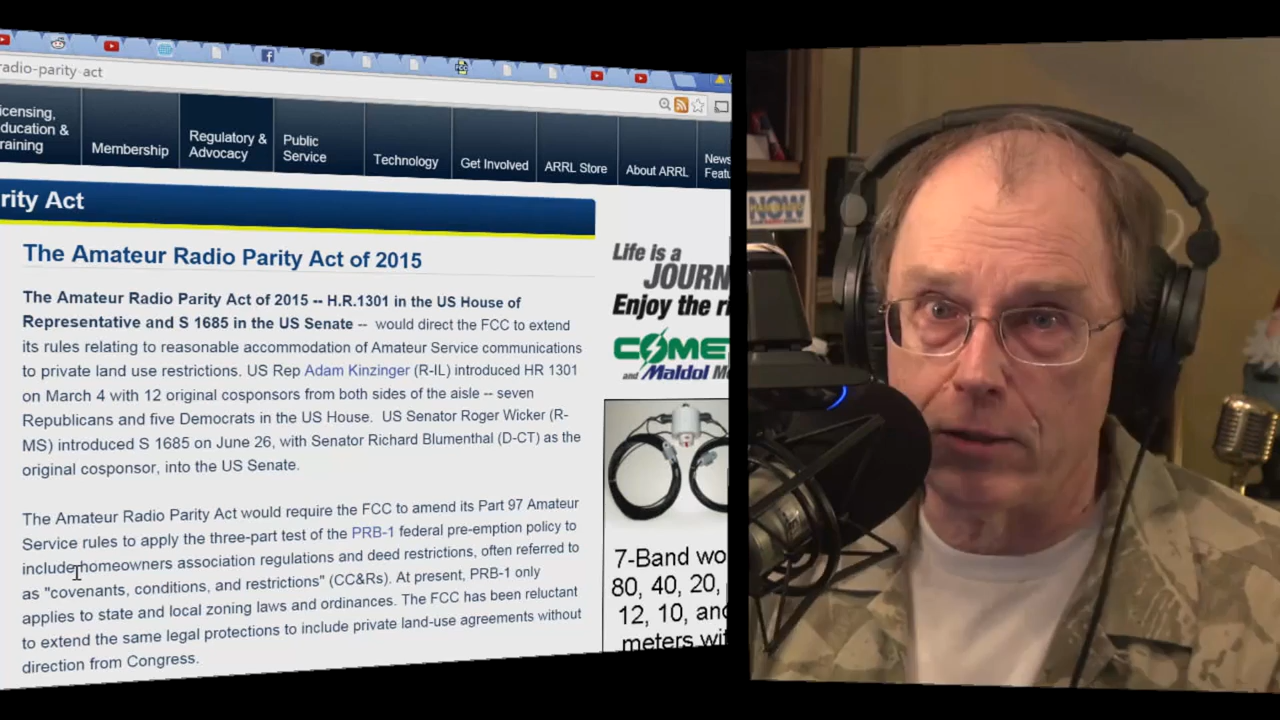 radio-parity-act
icensing,
ducation &
raining
Membership
Regulatory &
Advocacy
Public
Service
Technology
Get Involved
ARRL Store
About ARRL
News
Featu
rity Act
The Amateur Radio Parity Act of 2015
The Amateur Radio Parity Act of 2015 -- H.R.1301 in the US House of
Representative and S 1685 in the US Senate -- would direct the FCC to extend
its rules relating to reasonable accommodation of Amateur Service communications
to private land use restrictions. US Rep Adam Kinzinger (R-IL) introduced HR 1301
on March 4 with 12 original cosponsors from both sides of the aisle -- seven
Republicans and five Democrats in the US House. US Senator Roger Wicker (R-
MS) introduced S 1685 on June 26, with Senator Richard Blumenthal (D-CT) as the
original cosponsor, into the US Senate.
The Amateur Radio Parity Act would require the FCC to amend its Part 97 Amateur
Service rules to apply the three-part test of the PRB-1 federal pre-emption policy to
include homeowners association regulations and deed restrictions, often referred to
as "covenants, conditions, and restrictions" (CC&Rs). At present, PRB-1 only
applies to state and local zoning laws and ordinances. The FCC has been reluctant
to extend the same legal protections to include private land-use agreements without
direction from Congress.
Life is a
JOURN
Enjoy the ri
COME
and Maldol M
7-Band wo
80, 40, 20,
12, 10, and
meters wit
NOW